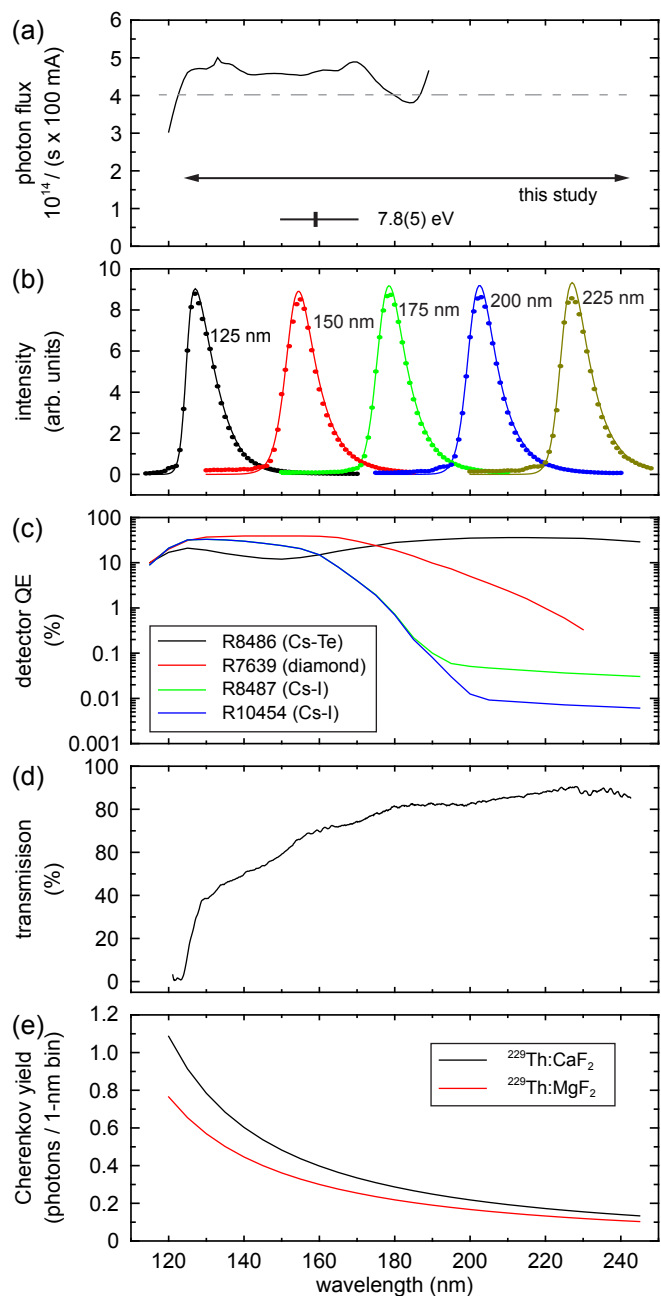 (a)
photon flux
10¹⁴ / (s x 100 mA)
6
5
4
3
2
1
0
this study
7.8(5) eV
(b)
intensity
(arb. units)
10
8
6
4
2
0
125 nm
150 nm
175 nm
200 nm
225 nm
(c)
detector QE
(%)
100
10
1
0.1
0.01
0.001
R8486 (Cs-Te)
R7639 (diamond)
R8487 (Cs-I)
R10454 (Cs-I)
(d)
transmisison
(%)
100
80
80
40
20
0
(e)
Cherenkov yield
(photons / 1-nm bin)
1.2
1.0
0.8
0.6
0.4
0.2
0
²²⁹Th:CaF₂
²²⁹Th:MgF₂
120 140 160 180 200 220 240
wavelength (nm)